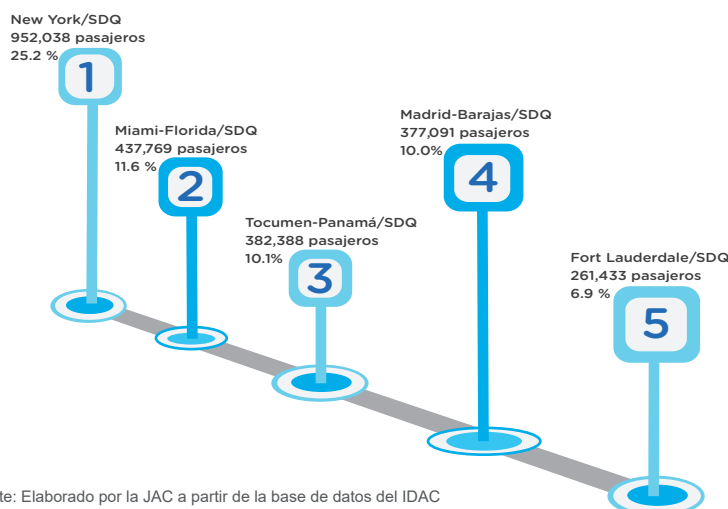 New York/SDQ
952,038 pasajeros
25.2 %
1
Miami-Florida/SDQ
437,769 pasajeros
11.6 %
2
Tocumen-Panamá/SDQ
382,388 pasajeros
10.1%
3
Madrid-Barajas/SDQ
377,091 pasajeros
10.0%
4
Fort Lauderdale/SDQ
261,433 pasajeros
6.9 %
5
te: Elaborado por la JAC a partir de la base de datos del IDAC